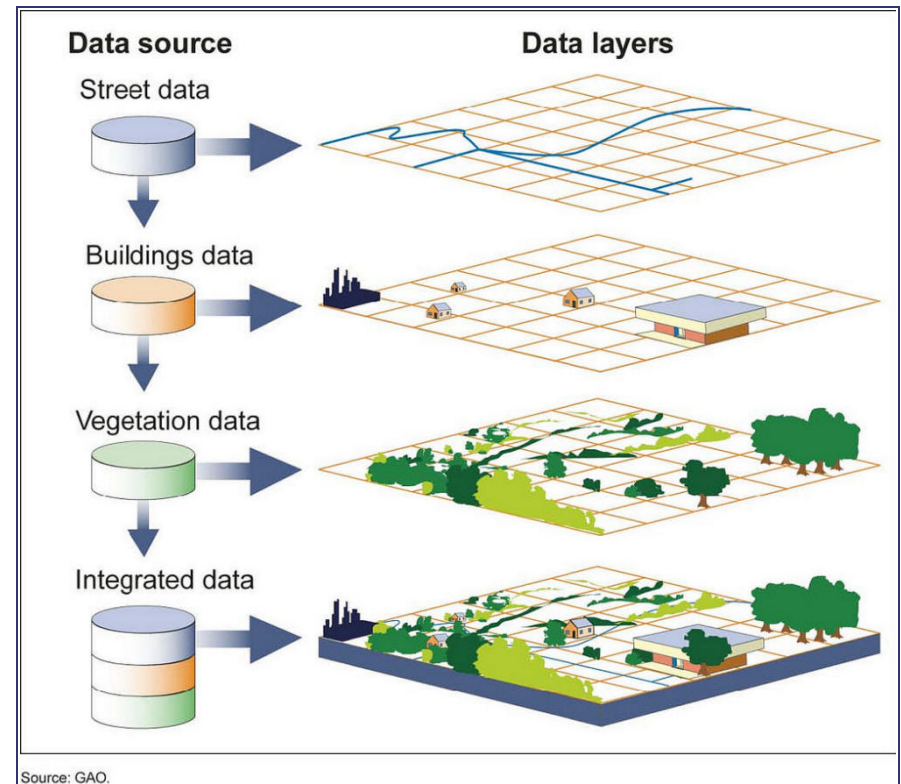 Data source
Data layers
Street data
Buildings data
Vegetation data
Integrated data
Source: GAO.